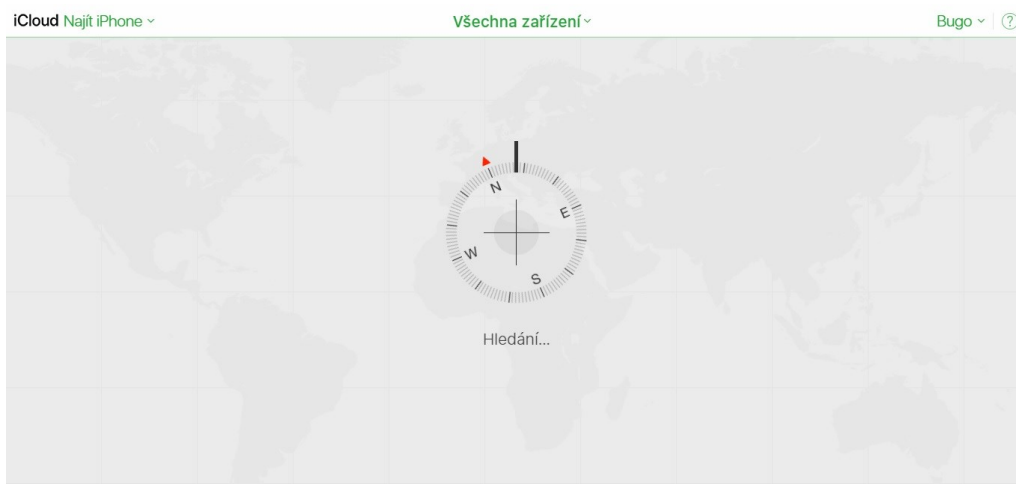 iCloud Najít iPhone
Všechna zařízení
Bugo
?
N
E
W
S
Hledání...